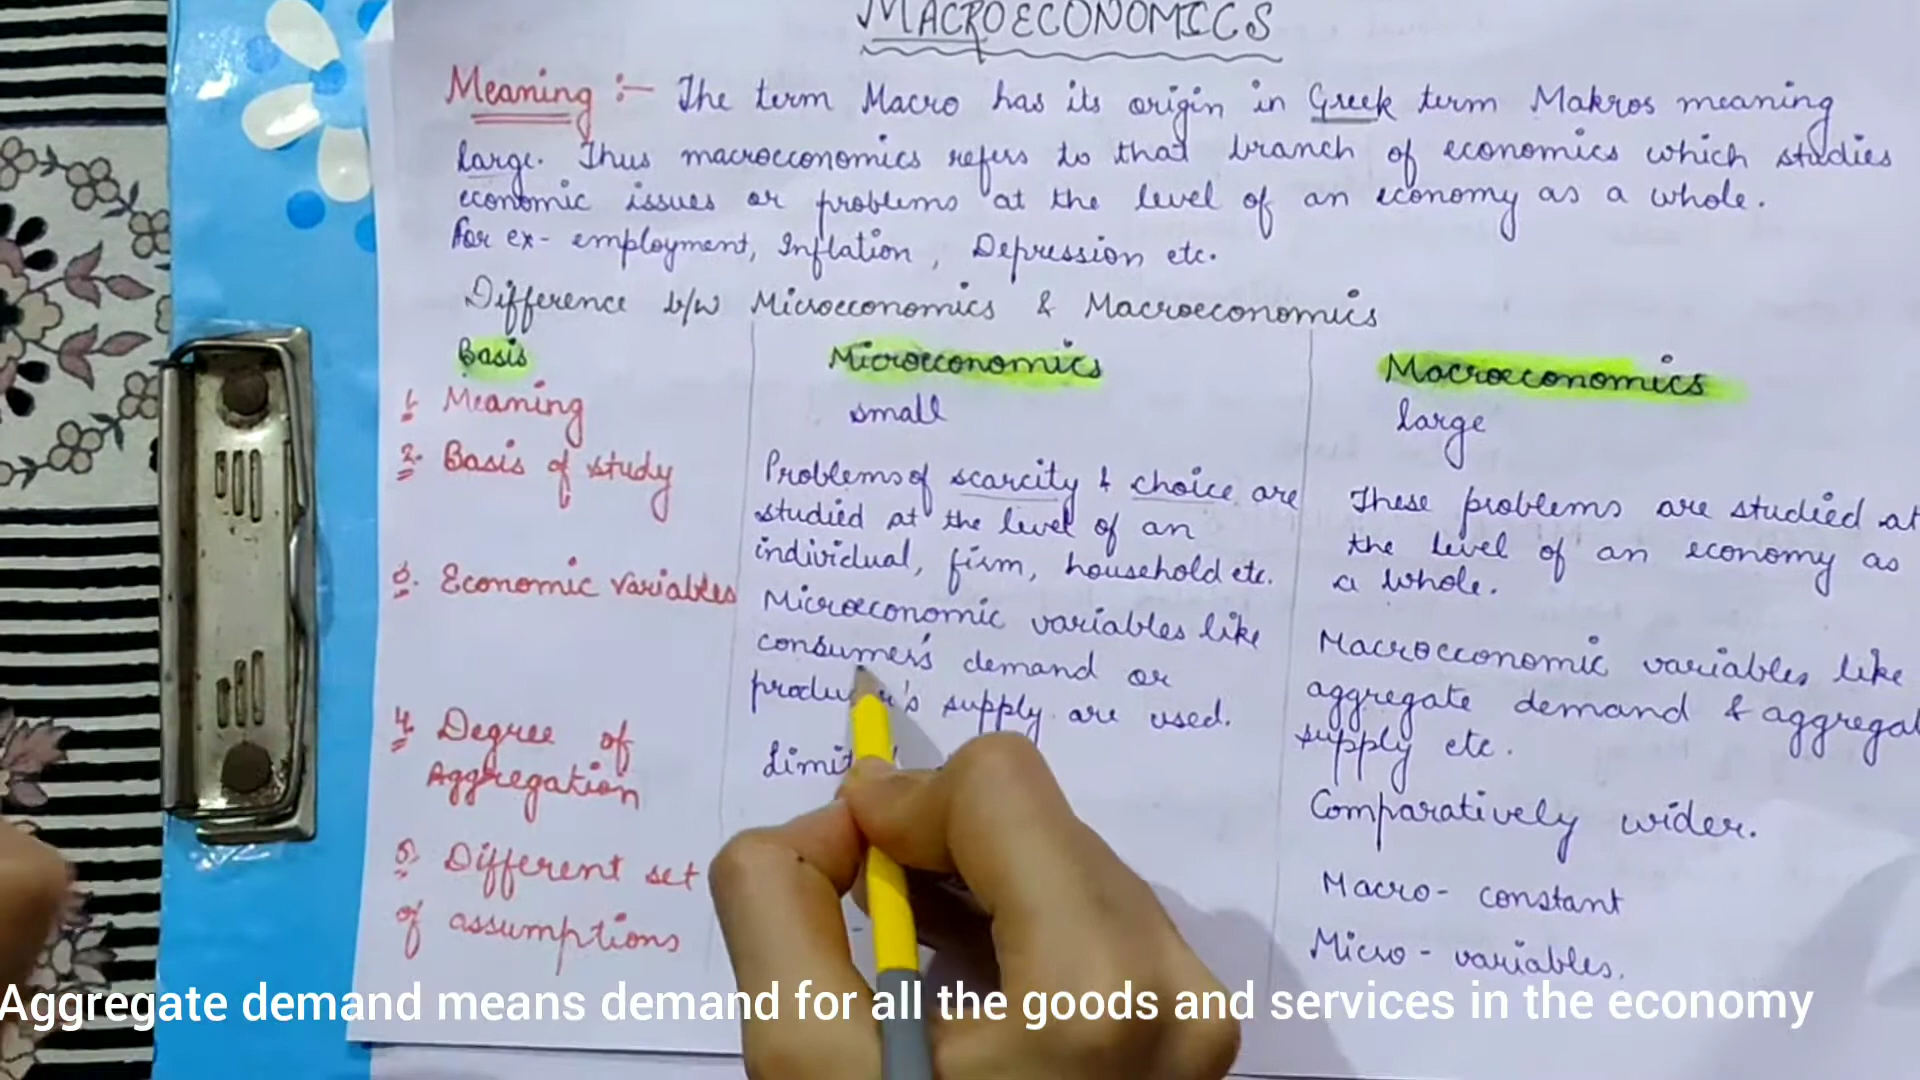 MACROECONOMICS
Meaning :- The term Macro has its origin in Greek term Makros meaning
large. Thus macroeconomics refers to that branch of economics which studies
economic issues or problems at the level of an economy as a whole.
For ex- employment, Inflation, Depression etc.
Difference b/w Microeconomics & Macroeconomics
Basis
1. Meaning
2. Basis of study
3. Economic Variables
4. Degree of
Aggregation
5. Different set
of assumptions
Microeconomics
small
Problems of scarcity & choice are
studied at the level of an
individual, firm, household etc.
Microeconomic variables like
consumer's demand or
supply are used.
Macroeconomics
large
These problems are studied at
the level of an economy as
a whole.
Macroeconomic variables like
aggregate demand &
supply etc.
Comparatively wider.
Macro- constant
Micro- variables.
Aggregate demand means demand for all the goods and services in the economy